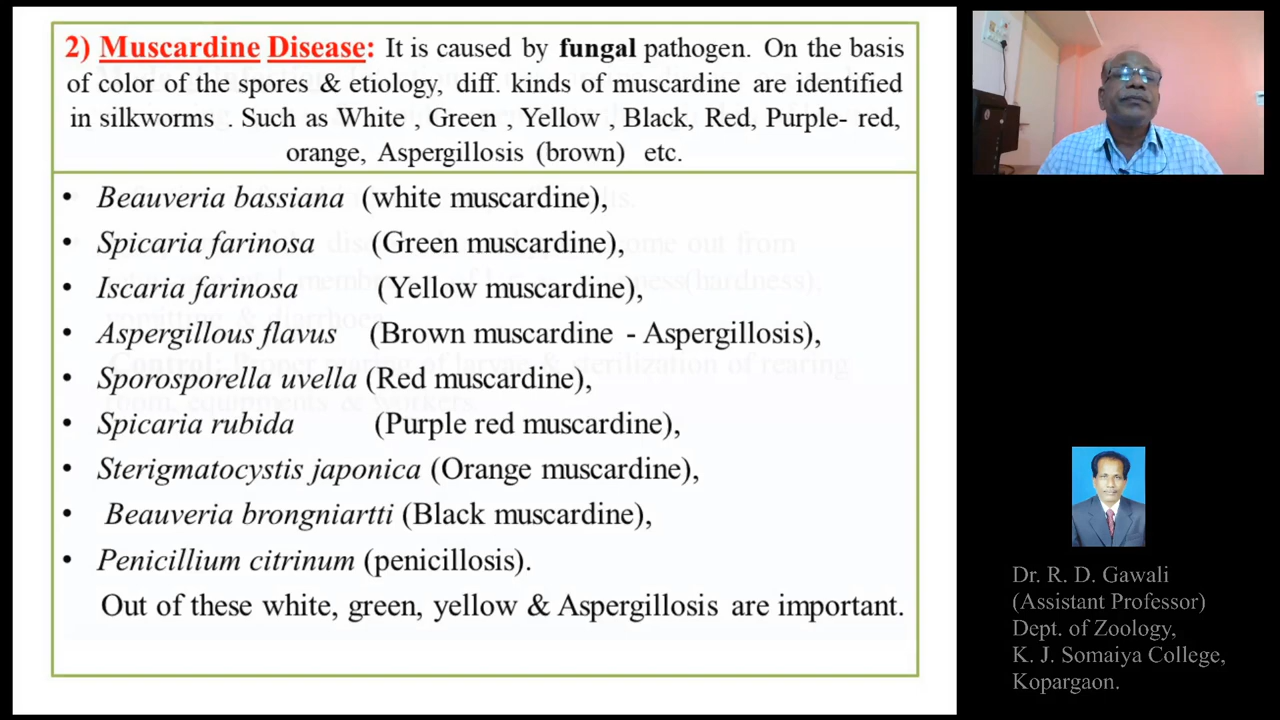 2) Muscardine Disease: It is caused by fungal pathogen. On the basis
of color of the spores & etiology, diff. kinds of muscardine are identified
in silkworms . Such as White , Green , Yellow , Black, Red, Purple- red,
orange, Aspergillosis (brown) etc.
• Beauveria bassiana (white muscardine),
• Spicaria farinosa (Green muscardine),
• Iscaria farinosa (Yellow muscardine),
• Aspergillous flavus (Brown muscardine - Aspergillosis),
• Sporosporella uvella (Red muscardine),
• Spicaria rubida (Purple red muscardine),
• Sterigmatocystis japonica (Orange muscardine),
• Beauveria brongniartti (Black muscardine),
• Penicillium citrinum (penicillosis).
Out of these white, green, yellow & Aspergillosis are important.
Dr. R. D. Gawali
(Assistant Professor)
Dept. of Zoology,
K. J. Somaiya College,
Kopargaon.